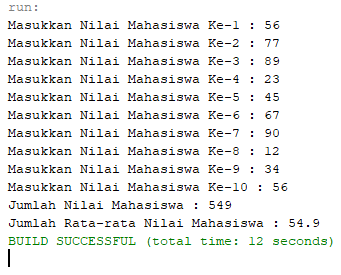 run:
Masukkan Nilai Mahasiswa Ke-1 : 56
Masukkan Nilai Mahasiswa Ke-2 : 77
Masukkan Nilai Mahasiswa Ke-3 : 89
Masukkan Nilai Mahasiswa Ke-4 : 23
Masukkan Nilai Mahasiswa Ke-5 : 45
Masukkan Nilai Mahasiswa Ke-6 : 67
Masukkan Nilai Mahasiswa Ke-7 : 90
Masukkan Nilai Mahasiswa Ke-8 : 12
Masukkan Nilai Mahasiswa Ke-9 : 34
Masukkan Nilai Mahasiswa Ke-10 : 56
Jumlah Nilai Mahasiswa : 549
Jumlah Rata-rata Nilai Mahasiswa : 54.9
BUILD SUCCESSFUL (total time: 12 seconds)